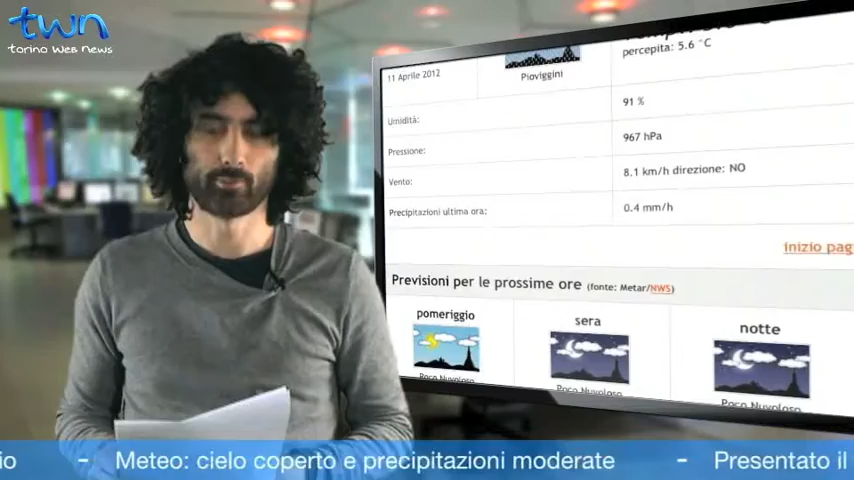 twn
torino web news
11 Aprile 2012
Pioviggini
percepita: 5.6 °C
Umidità:
91 %
Pressione:
967 hPa
Vento:
8.1 km/h direzione: NO
Precipitazioni ultima ora:
0.4 mm/h
inizio pag
Previsioni per le prossime ore (fonte: Metar/NWS)
pomeriggio
sera
notte
Poco Nuvoloso
Poco Nuvoloso
Poco Nuvoloso
io - Meteo: cielo coperto e precipitazioni moderate - Presentato il